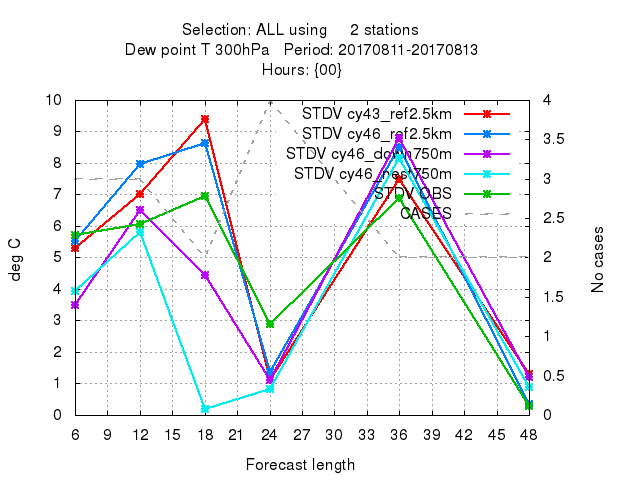 Selection: ALL using 2 stations
Dew point T 300hPa Period: 20170811-20170813
Hours: {00}
STDV cy43_ref2.5km
STDV cy46_ref2.5km
STDV cy46_down750m
STDV cy46_nest750m
STDV OBS
CASES
deg C
No cases
10
9
8
7
6
5
4
3
2
1
0
4
3.5
3
2.5
2
1.5
1
0.5
0
6 9 12 15 18 21 24 27 30 33 36 39 42 45 48
Forecast length